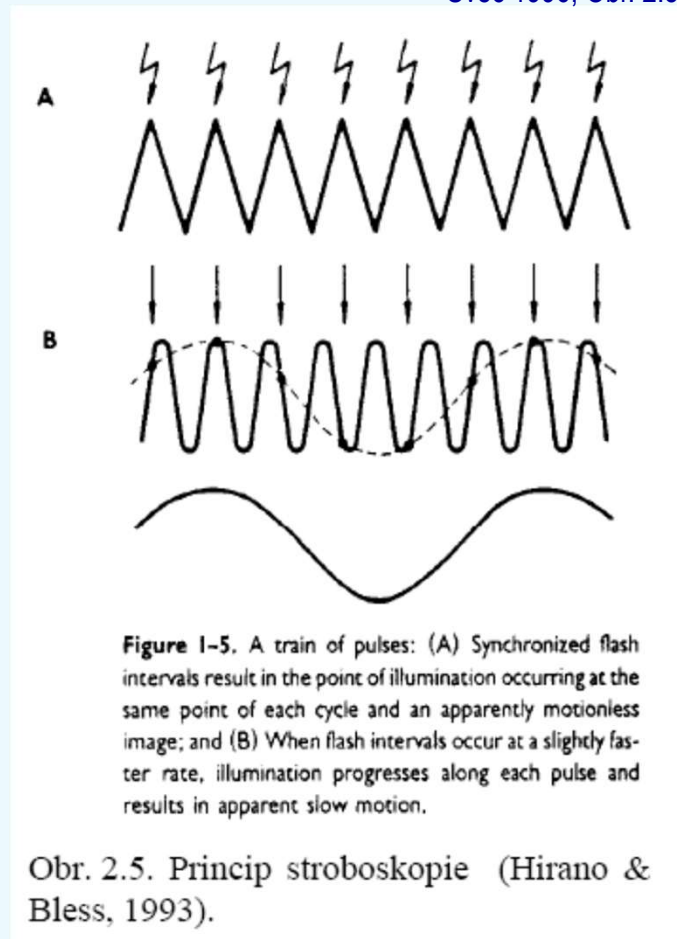 A
B
Figure 1-5. A train of pulses: (A) Synchronized flash
intervals result in the point of illumination occurring at the
same point of each cycle and an apparently motionless
image; and (B) When flash intervals occur at a slightly fas-
ter rate, illumination progresses along each pulse and
results in apparent slow motion.
Obr. 2.5. Princip stroboskopie (Hirano &
Bless, 1993).